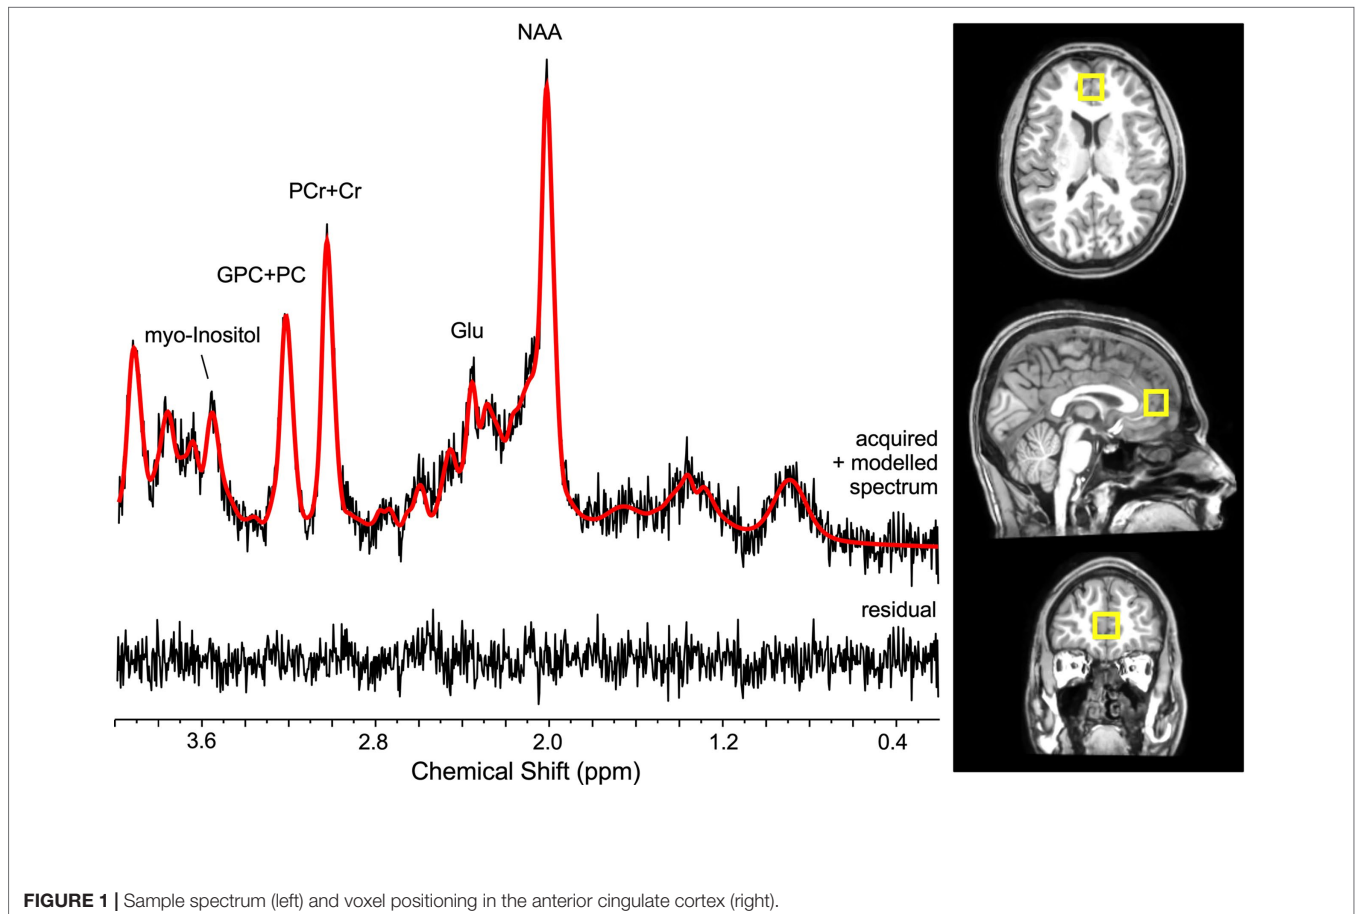 NAA
PCr+Cr
GPC+PC
myo-Inositol
Glu
acquired
+ modelled
spectrum
residual
3.6 2.8 2.0 1.2 0.4
Chemical Shift (ppm)
FIGURE 1 | Sample spectrum (left) and voxel positioning in the anterior cingulate cortex (right).